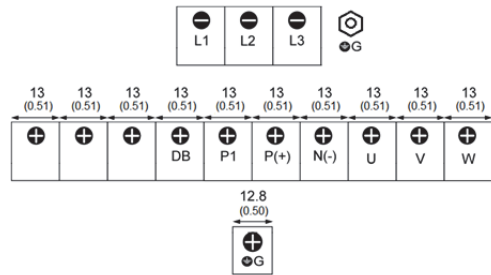 L1 L2 L3
G
13 13 13 13 13 13 13 13 13 13
(0.51) (0.51) (0.51) (0.51) (0.51) (0.51) (0.51) (0.51) (0.51) (0.51)
DB P1 P(+) N(-) U V W
12.8
(0.50)
G